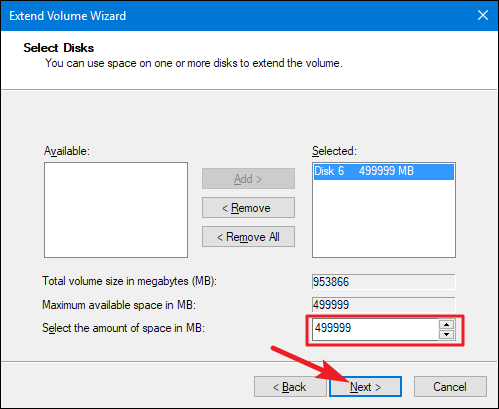 Extend Volume Wizard
Select Disks
You can use space on one or more disks to extend the volume.
Available:
Selected:
Disk 6 499999 MB
Add >
< Remove
< Remove All
Total volume size in megabytes (MB): 953866
Maximum available space in MB: 499999
Select the amount of space in MB: 499999
< Back Next > Cancel